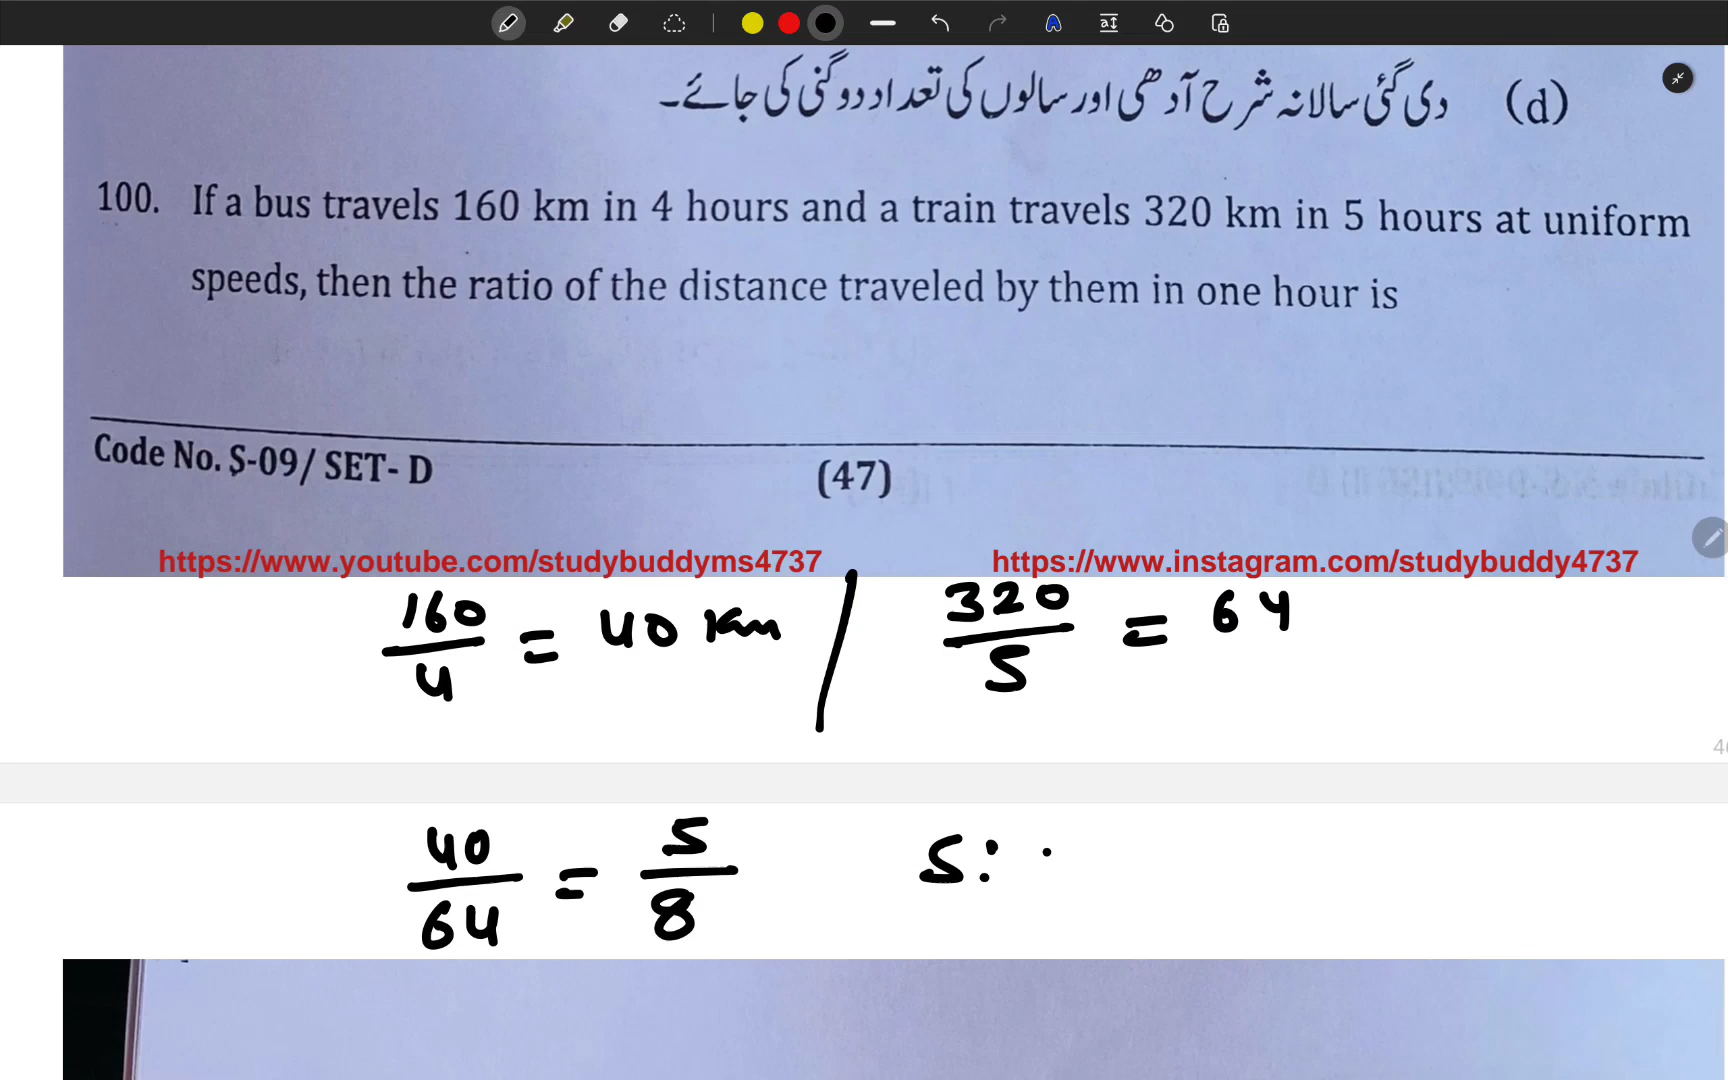 (d) دی گئی سالانہ شرح آدھی اور سالوں کی تعداد دوگنی کی جائے۔
100. If a bus travels 160 km in 4 hours and a train travels 320 km in 5 hours at uniform
speeds, then the ratio of the distance traveled by them in one hour is
Code No. S-09/ SET- D
(47)
https://www.youtube.com/studybuddyms4737 https://www.instagram.com/studybuddy4737
160/4 = 40 km / 320/5 = 64
40/64 = 5/8 5: